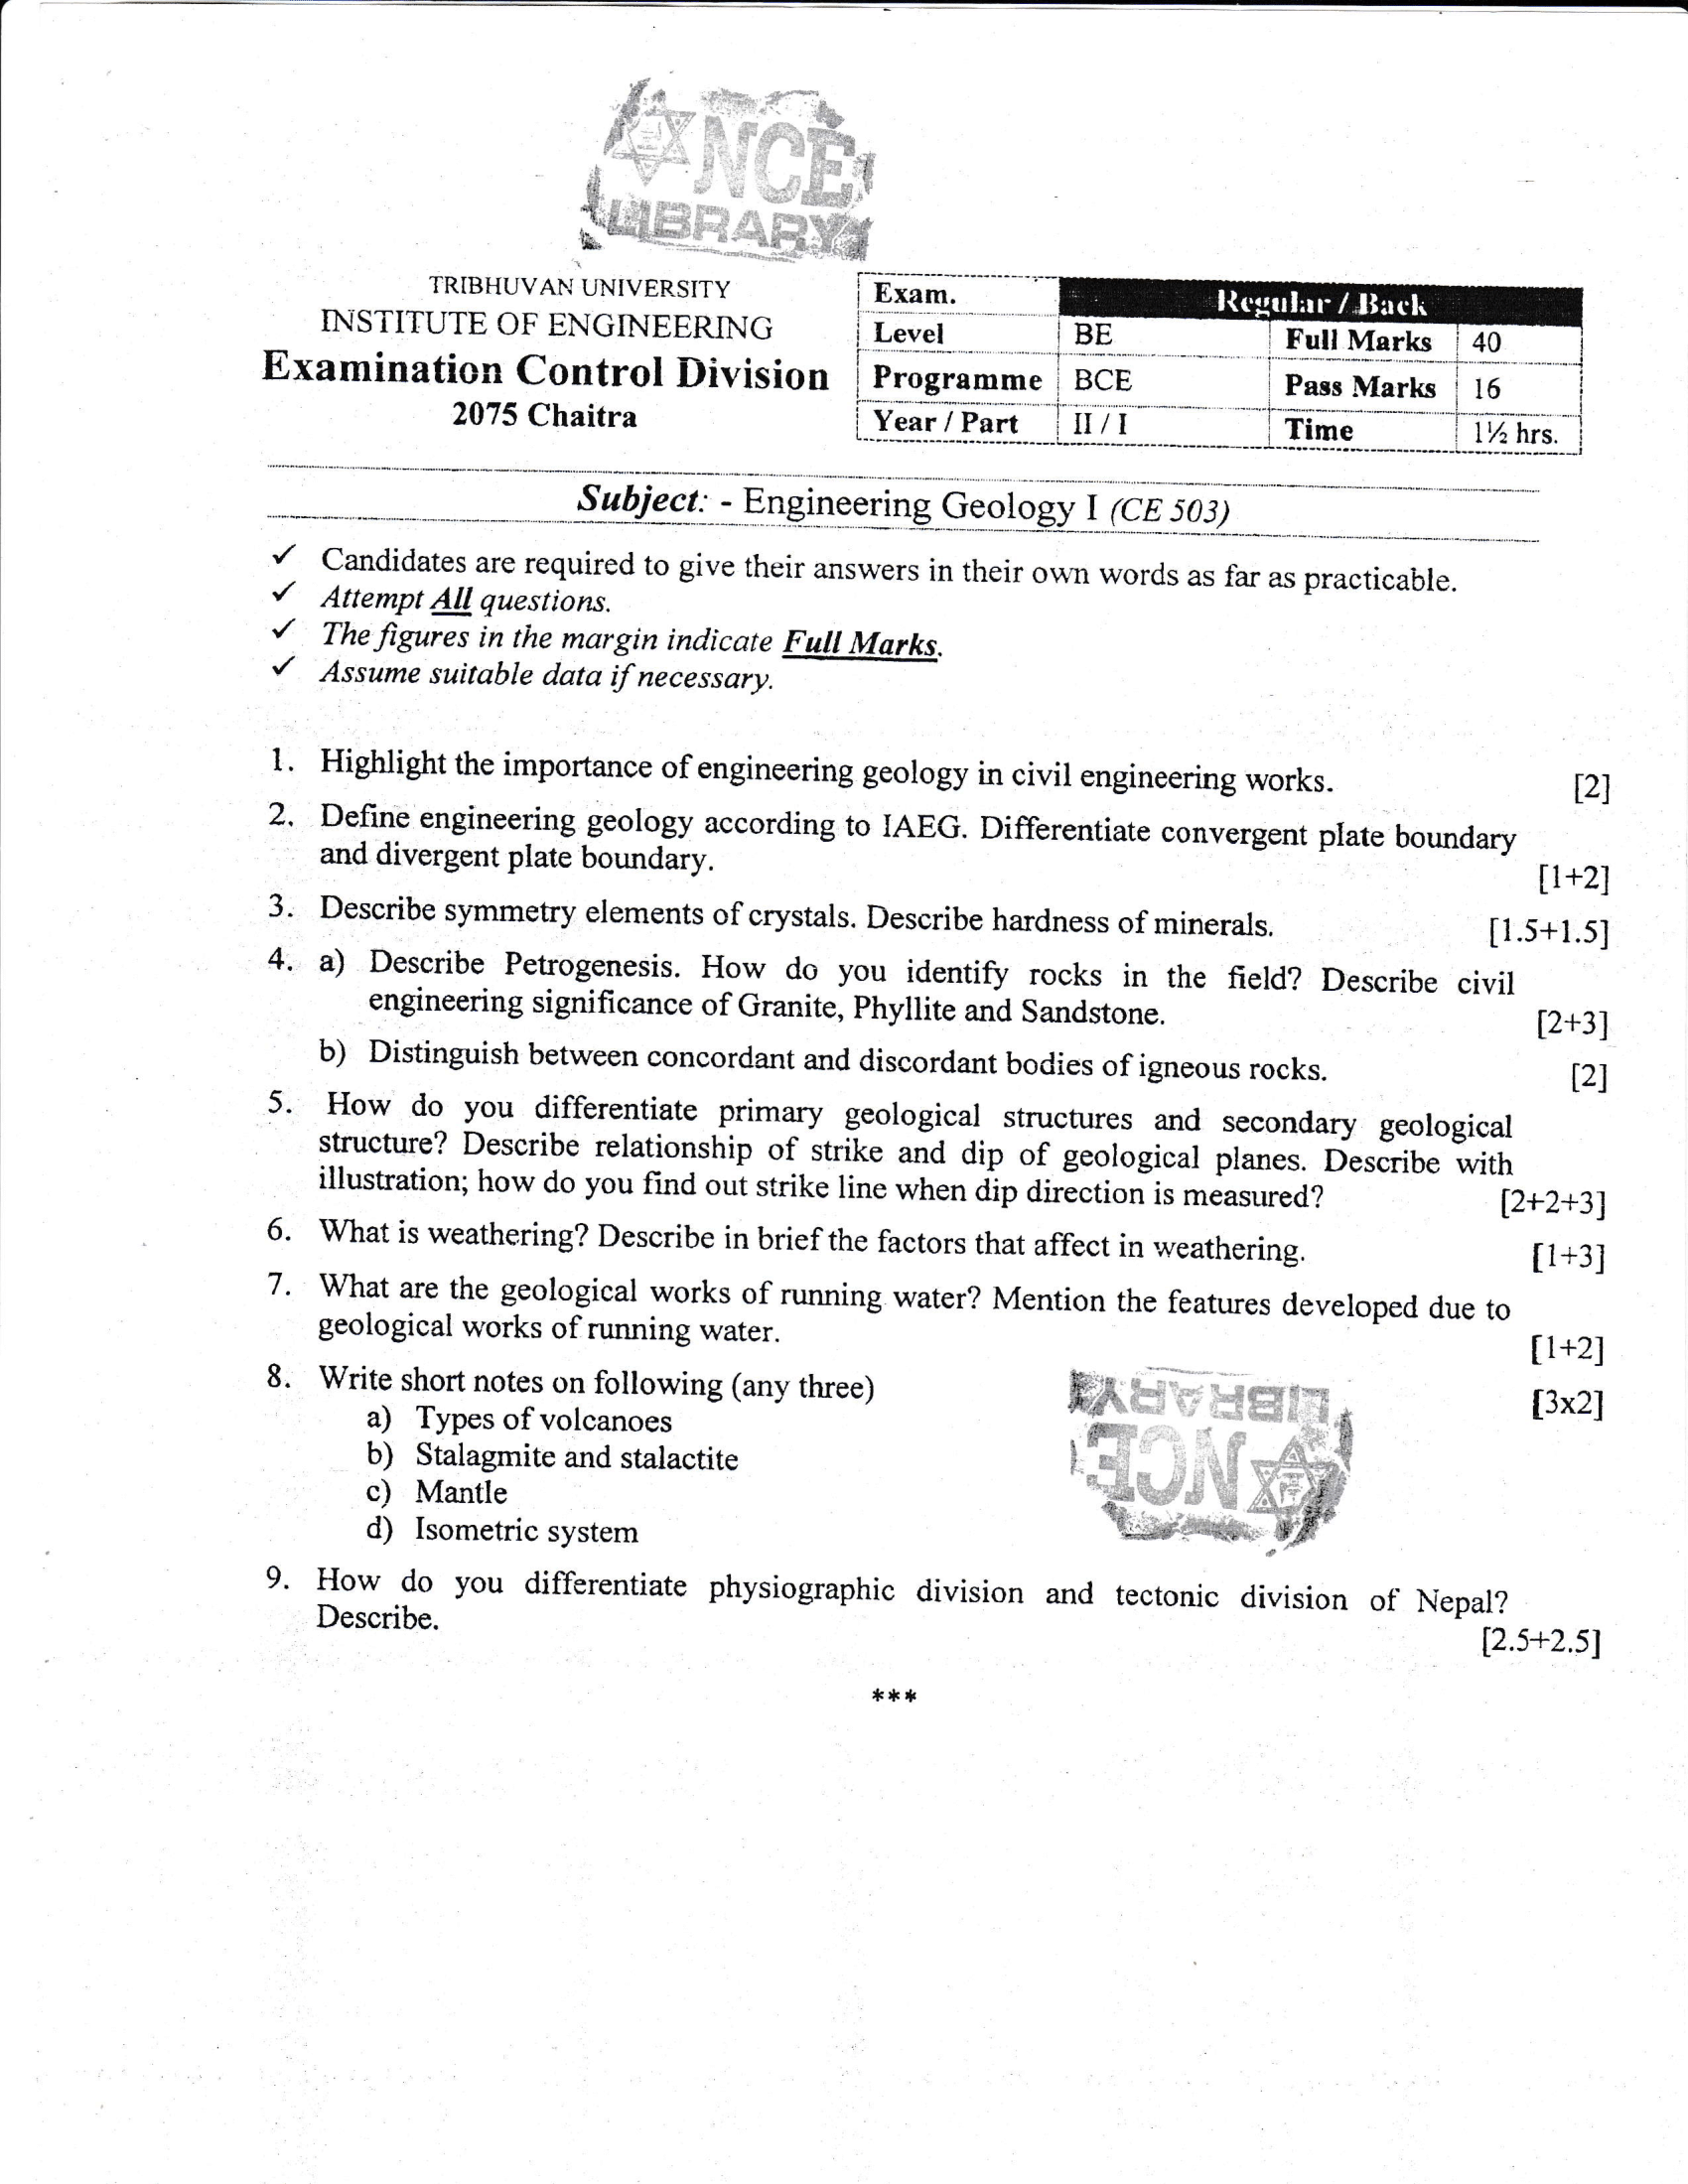 NCE
LIBRARY
TRIBHUVAN UNIVERSITY
INSTITUTE OF ENGINEERING
Examination Control Division
2075 Chaitra
Exam. Regular / Back
Level BE Full Marks 40
Programme BCE Pass Marks 16
Year / Part II / I Time 1½ hrs.
Subject: - Engineering Geology I (CE 503)
✓ Candidates are required to give their answers in their own words as far as practicable.
✓ Attempt All questions.
✓ The figures in the margin indicate Full Marks.
✓ Assume suitable data if necessary.
1. Highlight the importance of engineering geology in civil engineering works. [2]
2. Define engineering geology according to IAEG. Differentiate convergent plate boundary
and divergent plate boundary. [1+2]
3. Describe symmetry elements of crystals. Describe hardness of minerals. [1.5+1.5]
4. a) Describe Petrogenesis. How do you identify rocks in the field? Describe civil
engineering significance of Granite, Phyllite and Sandstone. [2+3]
b) Distinguish between concordant and discordant bodies of igneous rocks. [2]
5. How do you differentiate primary geological structures and secondary geological
structure? Describe relationship of strike and dip of geological planes. Describe with
illustration; how do you find out strike line when dip direction is measured? [2+2+3]
6. What is weathering? Describe in brief the factors that affect in weathering. [1+3]
7. What are the geological works of running water? Mention the features developed due to
geological works of running water. [1+2]
8. Write short notes on following (any three) [3x2]
a) Types of volcanoes
b) Stalagmite and stalactite
c) Mantle
d) Isometric system
NCE
LIBRARY
9. How do you differentiate physiographic division and tectonic division of Nepal?
Describe. [2.5+2.5]
***